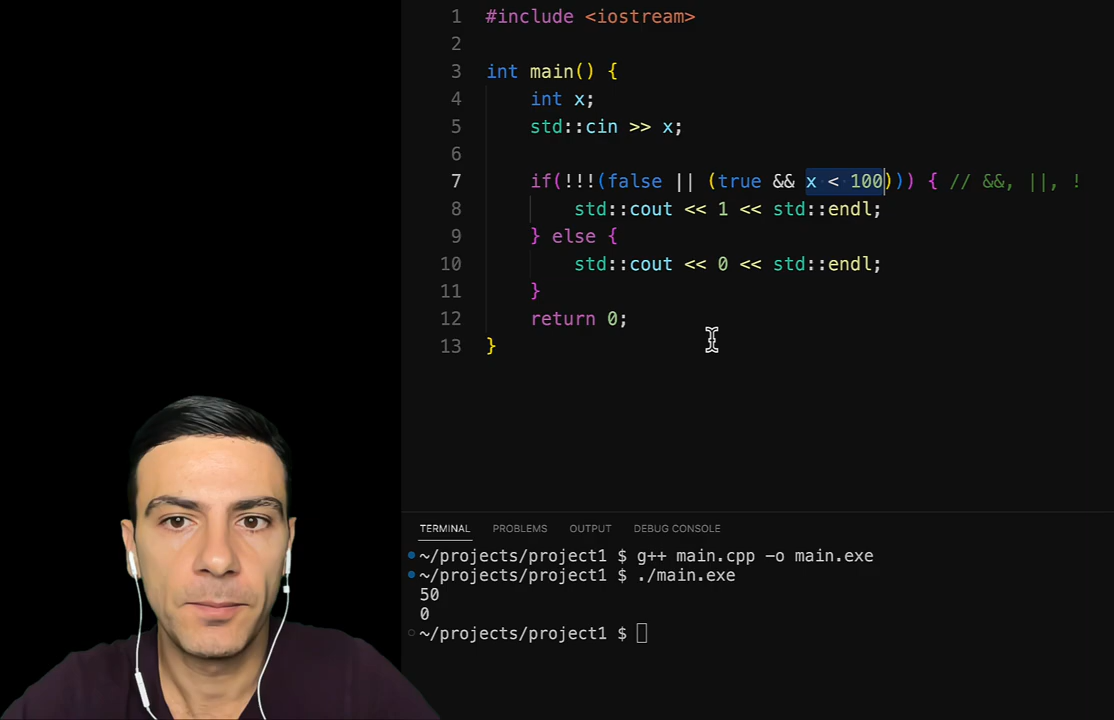 1 #include <iostream>
2
3 int main() {
4 int x;
5 std::cin >> x;
6
7 if(!!!(false || (true && x < 100))) { // &&, ||, !
8 std::cout << 1 << std::endl;
9 } else {
10 std::cout << 0 << std::endl;
11 }
12 return 0;
13 }
TERMINAL PROBLEMS OUTPUT DEBUG CONSOLE
~/projects/project1 $ g++ main.cpp -o main.exe
~/projects/project1 $ ./main.exe
50
0
~/projects/project1 $